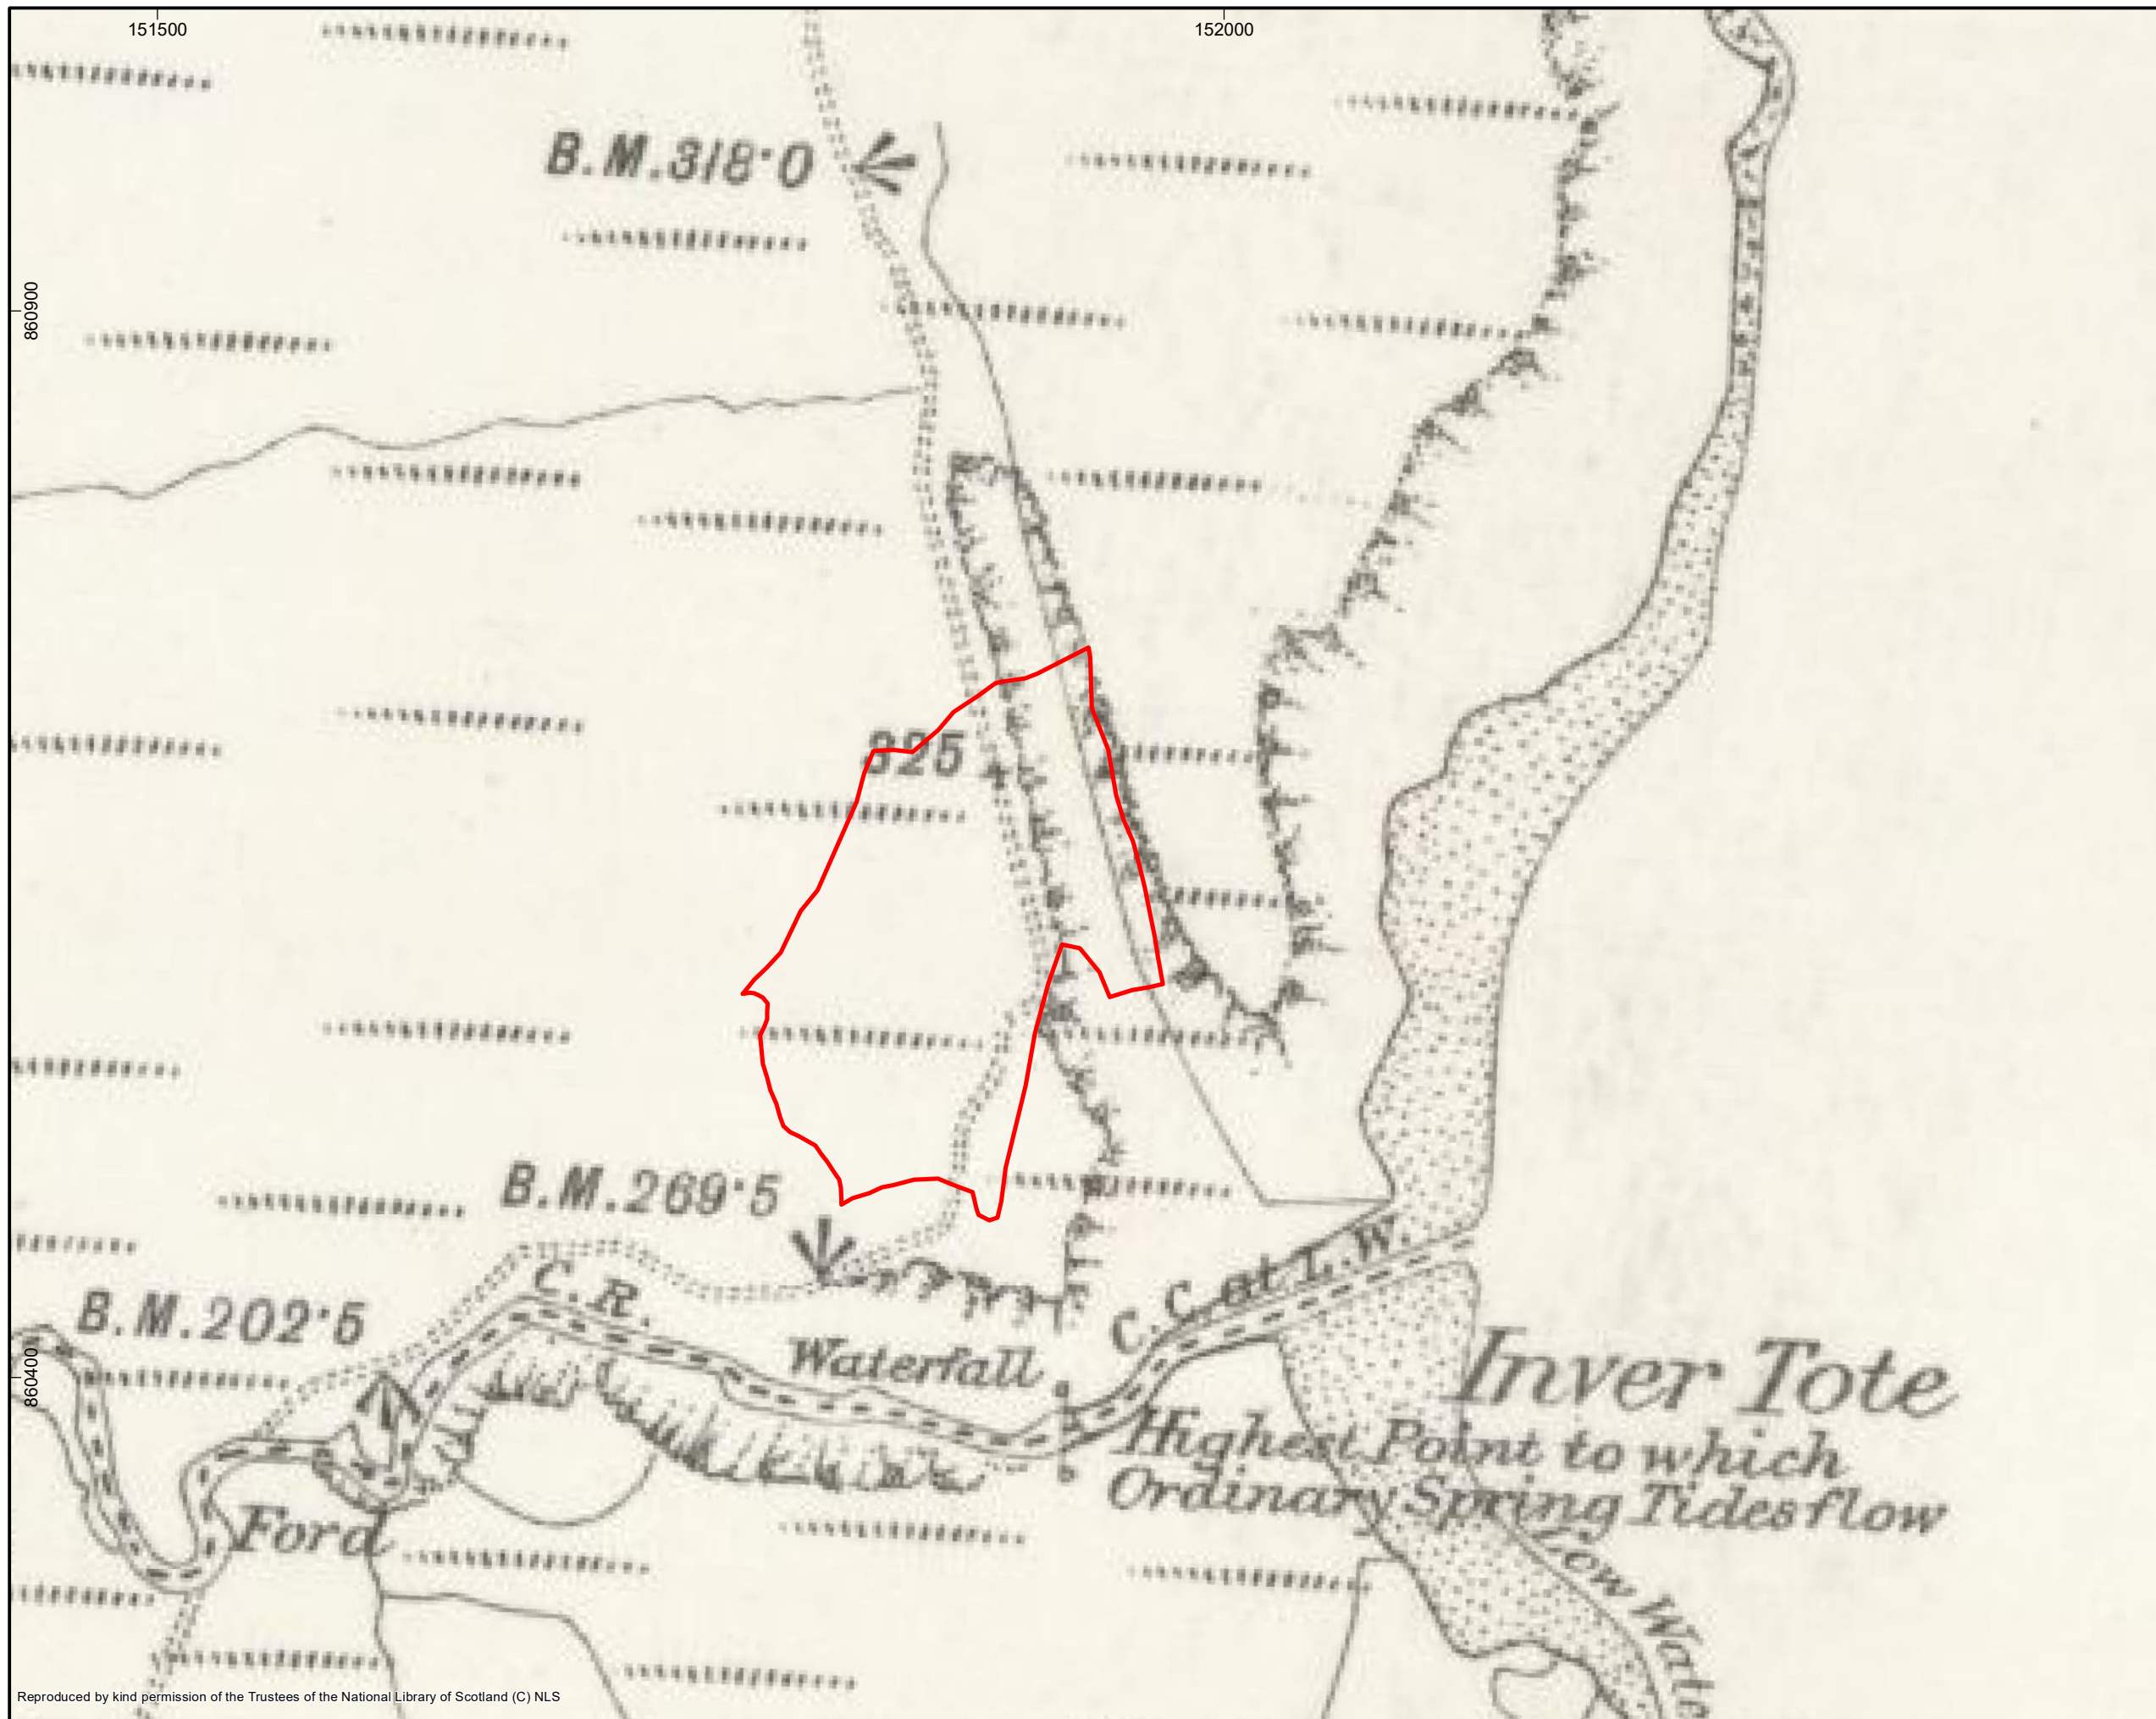 151500
152000
B.M.318·0
860900
325
B.M.269·5
C.C. at L.W.
C.R.
B.M.202·5
Waterfall
Inver Tote
860400
Highest Point to which
Ordinary Spring Tides flow
Ford
Low Wate
Reproduced by kind permission of the Trustees of the National Library of Scotland (C) NLS